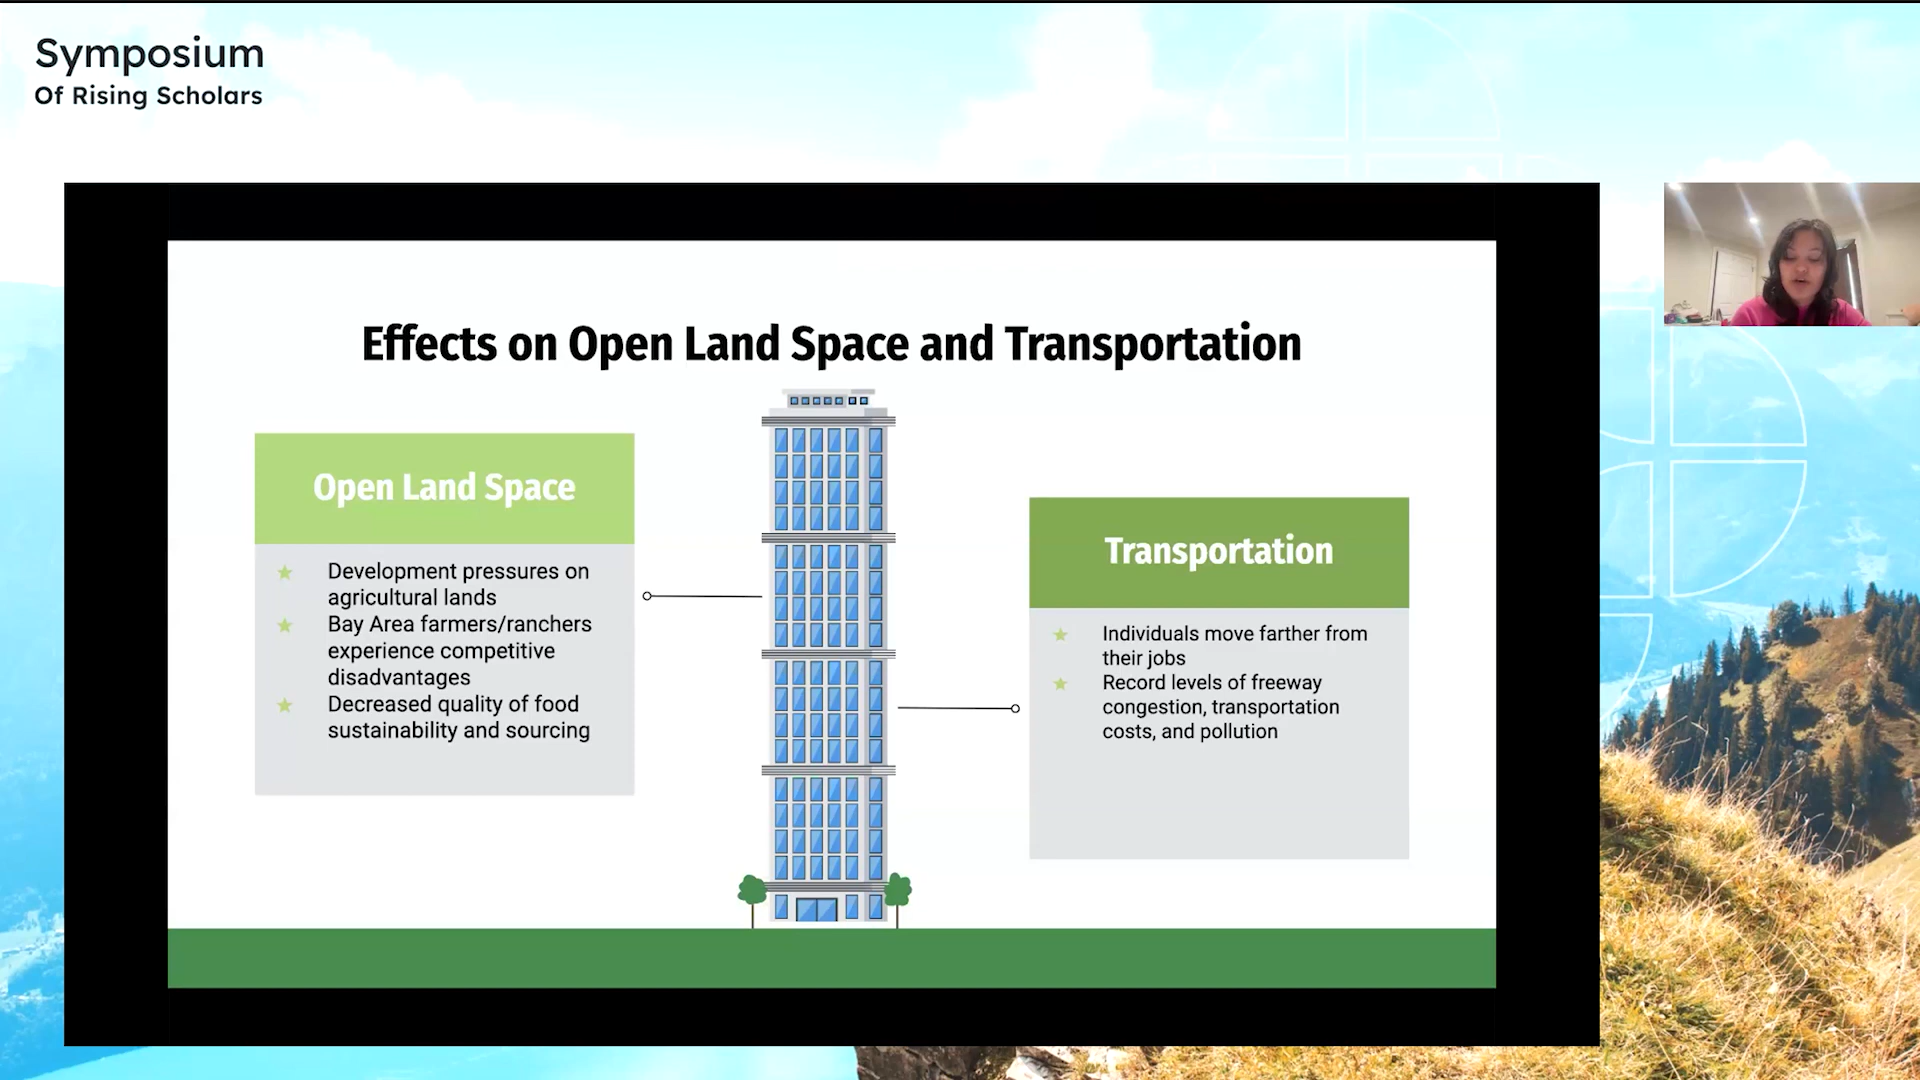 Symposium
Of Rising Scholars
Effects on Open Land Space and Transportation
Open Land Space
Development pressures on
agricultural lands
Bay Area farmers/ranchers
experience competitive
disadvantages
Decreased quality of food
sustainability and sourcing
Transportation
Individuals move farther from
their jobs
Record levels of freeway
congestion, transportation
costs, and pollution